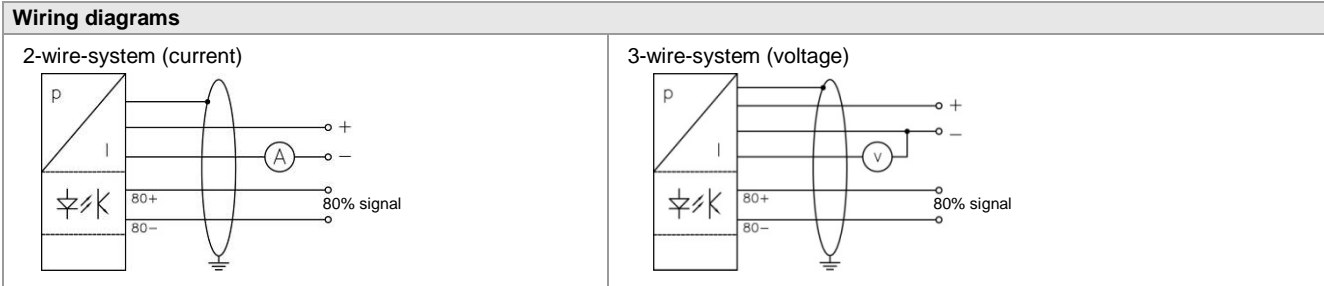 Wiring diagrams
2-wire-system (current)
p
I
+
A
−
80+
80% signal
80−
3-wire-system (voltage)
p
I
+
−
V
80+
80% signal
80−